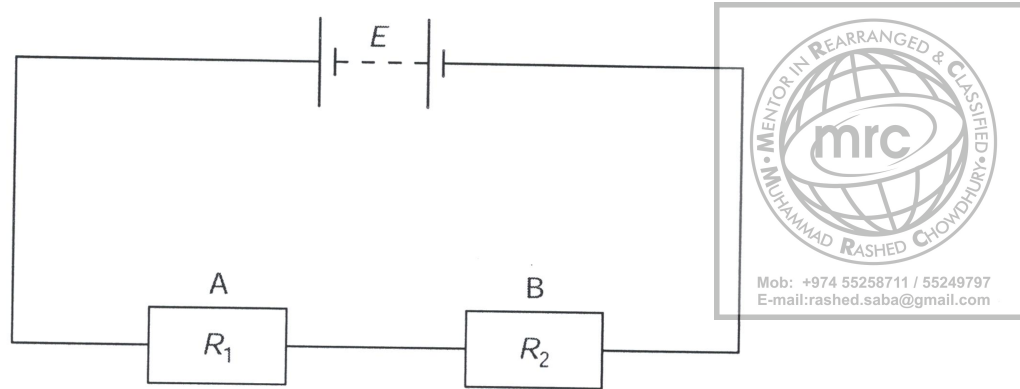 E
MENTOR IN REARRANGED & CLASSIFIED
mrc
MUHAMMAD RASHED CHOWDHURY
Mob: +974 55258711 / 55249797
E-mail:rashed.saba@gmail.com
A
B
R1
R2